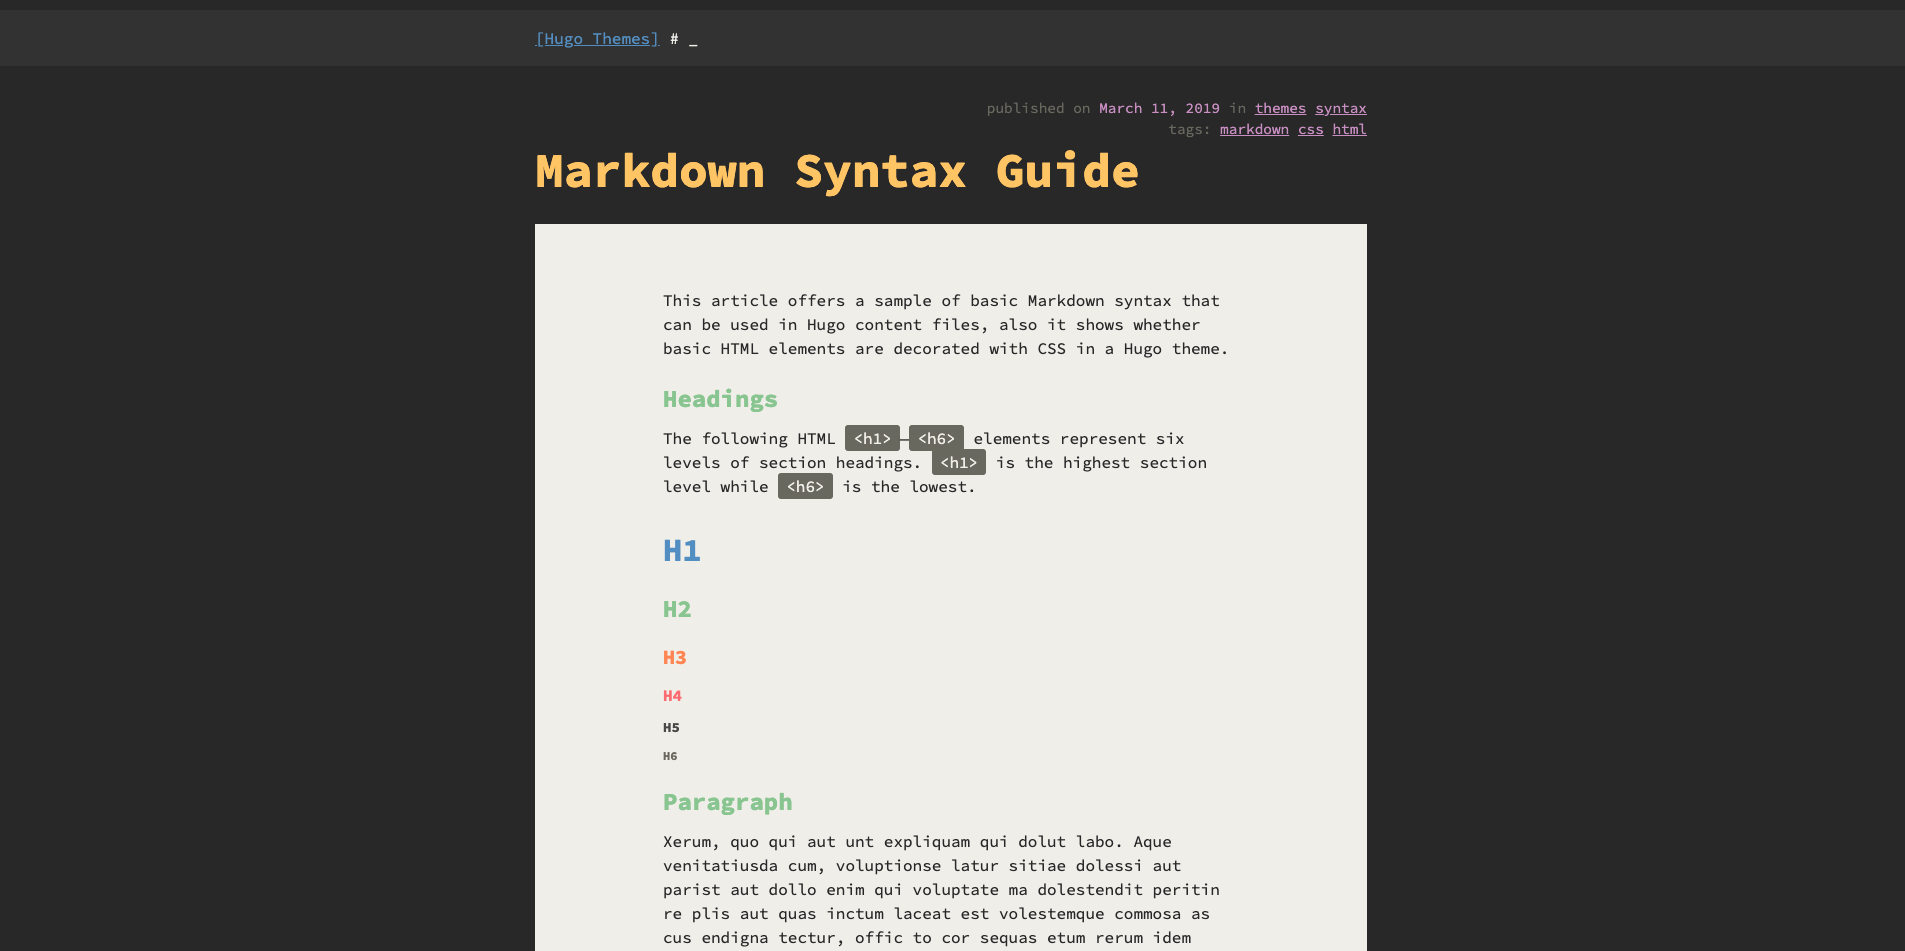 [Hugo Themes] # _
published on March 11, 2019 in themes syntax
tags: markdown css html
Markdown Syntax Guide
This article offers a sample of basic Markdown syntax that
can be used in Hugo content files, also it shows whether
basic HTML elements are decorated with CSS in a Hugo theme.
Headings
The following HTML <h1>—<h6> elements represent six
levels of section headings. <h1> is the highest section
level while <h6> is the lowest.
H1
H2
H3
H4
H5
H6
Paragraph
Xerum, quo qui aut unt expliquam qui dolut labo. Aque
venitatiusda cum, voluptionse latur sitiae dolessi aut
parist aut dollo enim qui voluptate ma dolestendit peritin
re plis aut quas inctum laceat est volestemque commosa as
cus endigna tectur, offic to cor sequas etum rerum idem